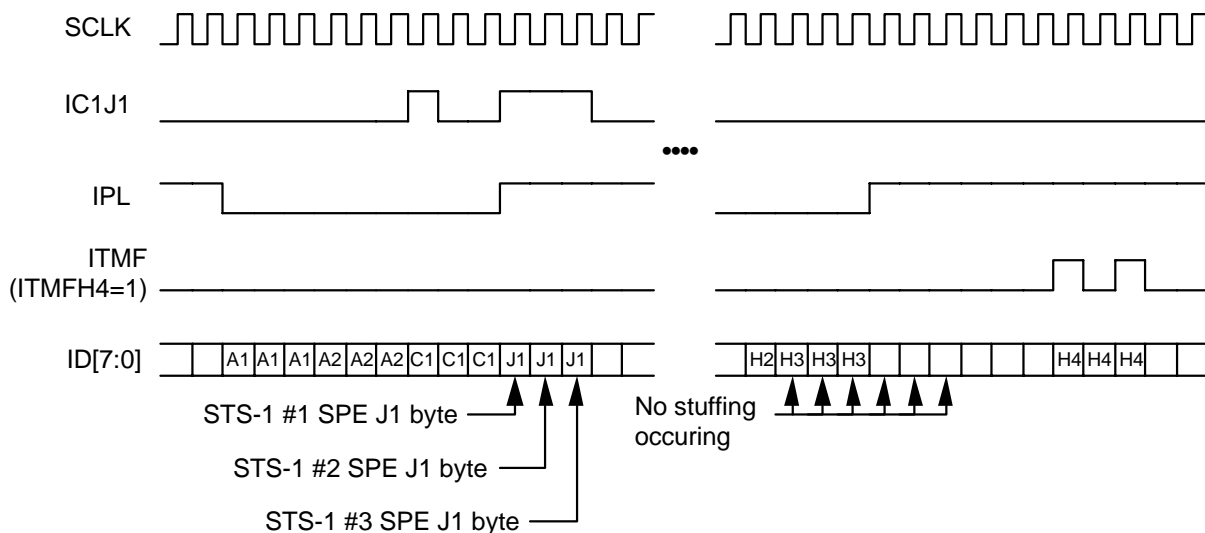 SCLK
IC1J1
IPL
ITMF
(ITMFH4=1)
ID[7:0]
A1 A1 A1 A2 A2 A2 C1 C1 C1 J1 J1 J1 H2 H3 H3 H3 H4 H4 H4
STS-1 #1 SPE J1 byte
No stuffing
occuring
STS-1 #2 SPE J1 byte
STS-1 #3 SPE J1 byte